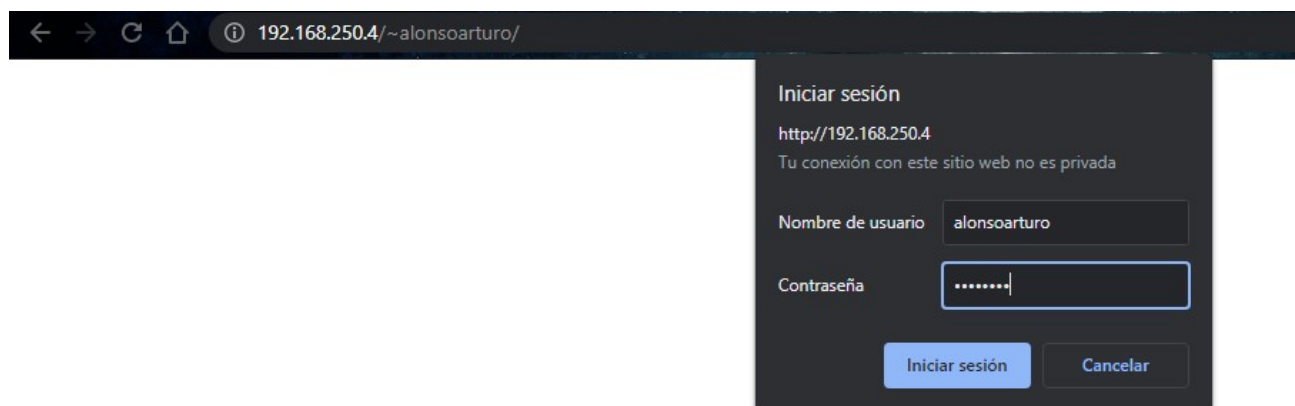 192.168.250.4/~alonsoarturo/
Iniciar sesión
http://192.168.250.4
Tu conexión con este sitio web no es privada
Nombre de usuario alonsoarturo
Contraseña ••••••••
Iniciar sesión Cancelar